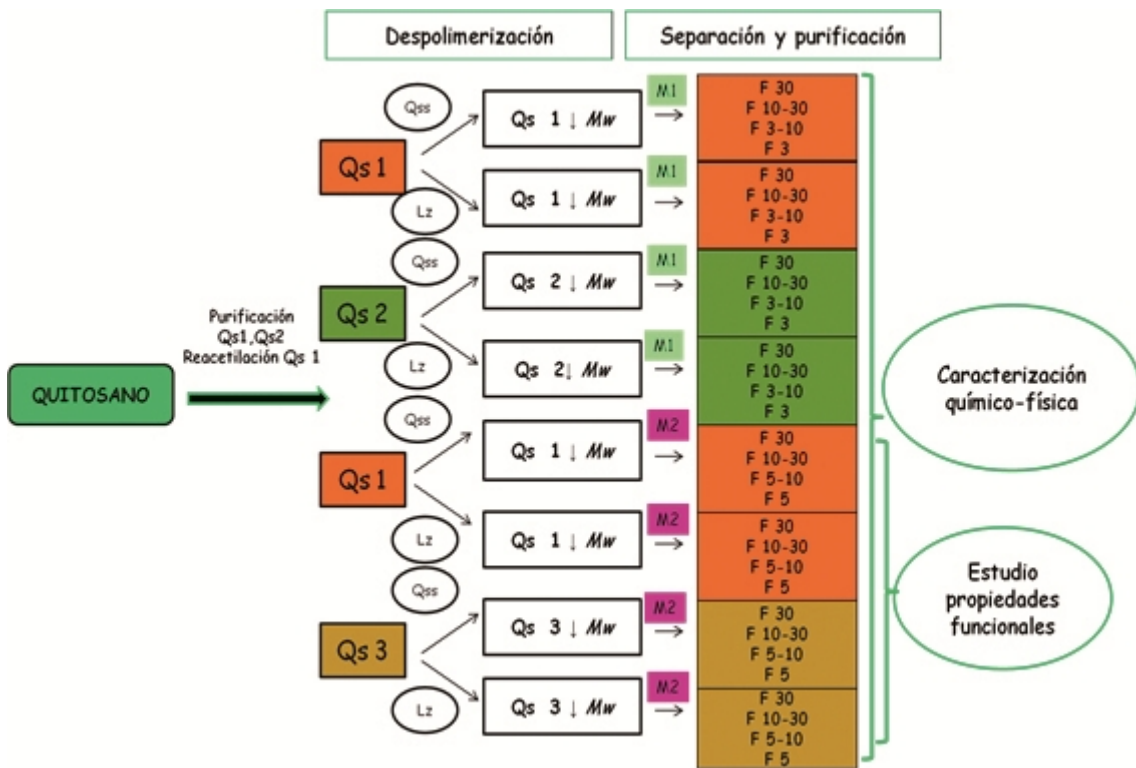 Despolimerización
Separación y purificación
Qss
Qs 1 ↓ Mw
M1
→
F 30
F 10-30
F 3-10
F 3
Qs 1
Lz
Qs 1 ↓ Mw
M1
→
F 30
F 10-30
F 3-10
F 3
Qss
Qs 2 ↓ Mw
M1
→
F 30
F 10-30
F 3-10
F 3
Qs 2
Lz
Qs 2↓ Mw
M1
→
F 30
F 10-30
F 3-10
F 3
Purificación
Qs1,Qs2
Reacetilación Qs 1
QUITOSANO
Qss
Qs 1 ↓ Mw
M2
→
F 30
F 10-30
F 5-10
F 5
Qs 1
Lz
Qs 1 ↓ Mw
M2
→
F 30
F 10-30
F 5-10
F 5
Qss
Qs 3 ↓ Mw
M2
→
F 30
F 10-30
F 5-10
F 5
Qs 3
Lz
Qs 3 ↓ Mw
M2
→
F 30
F 10-30
F 5-10
F 5
Caracterización
químico-física
Estudio
propiedades
funcionales